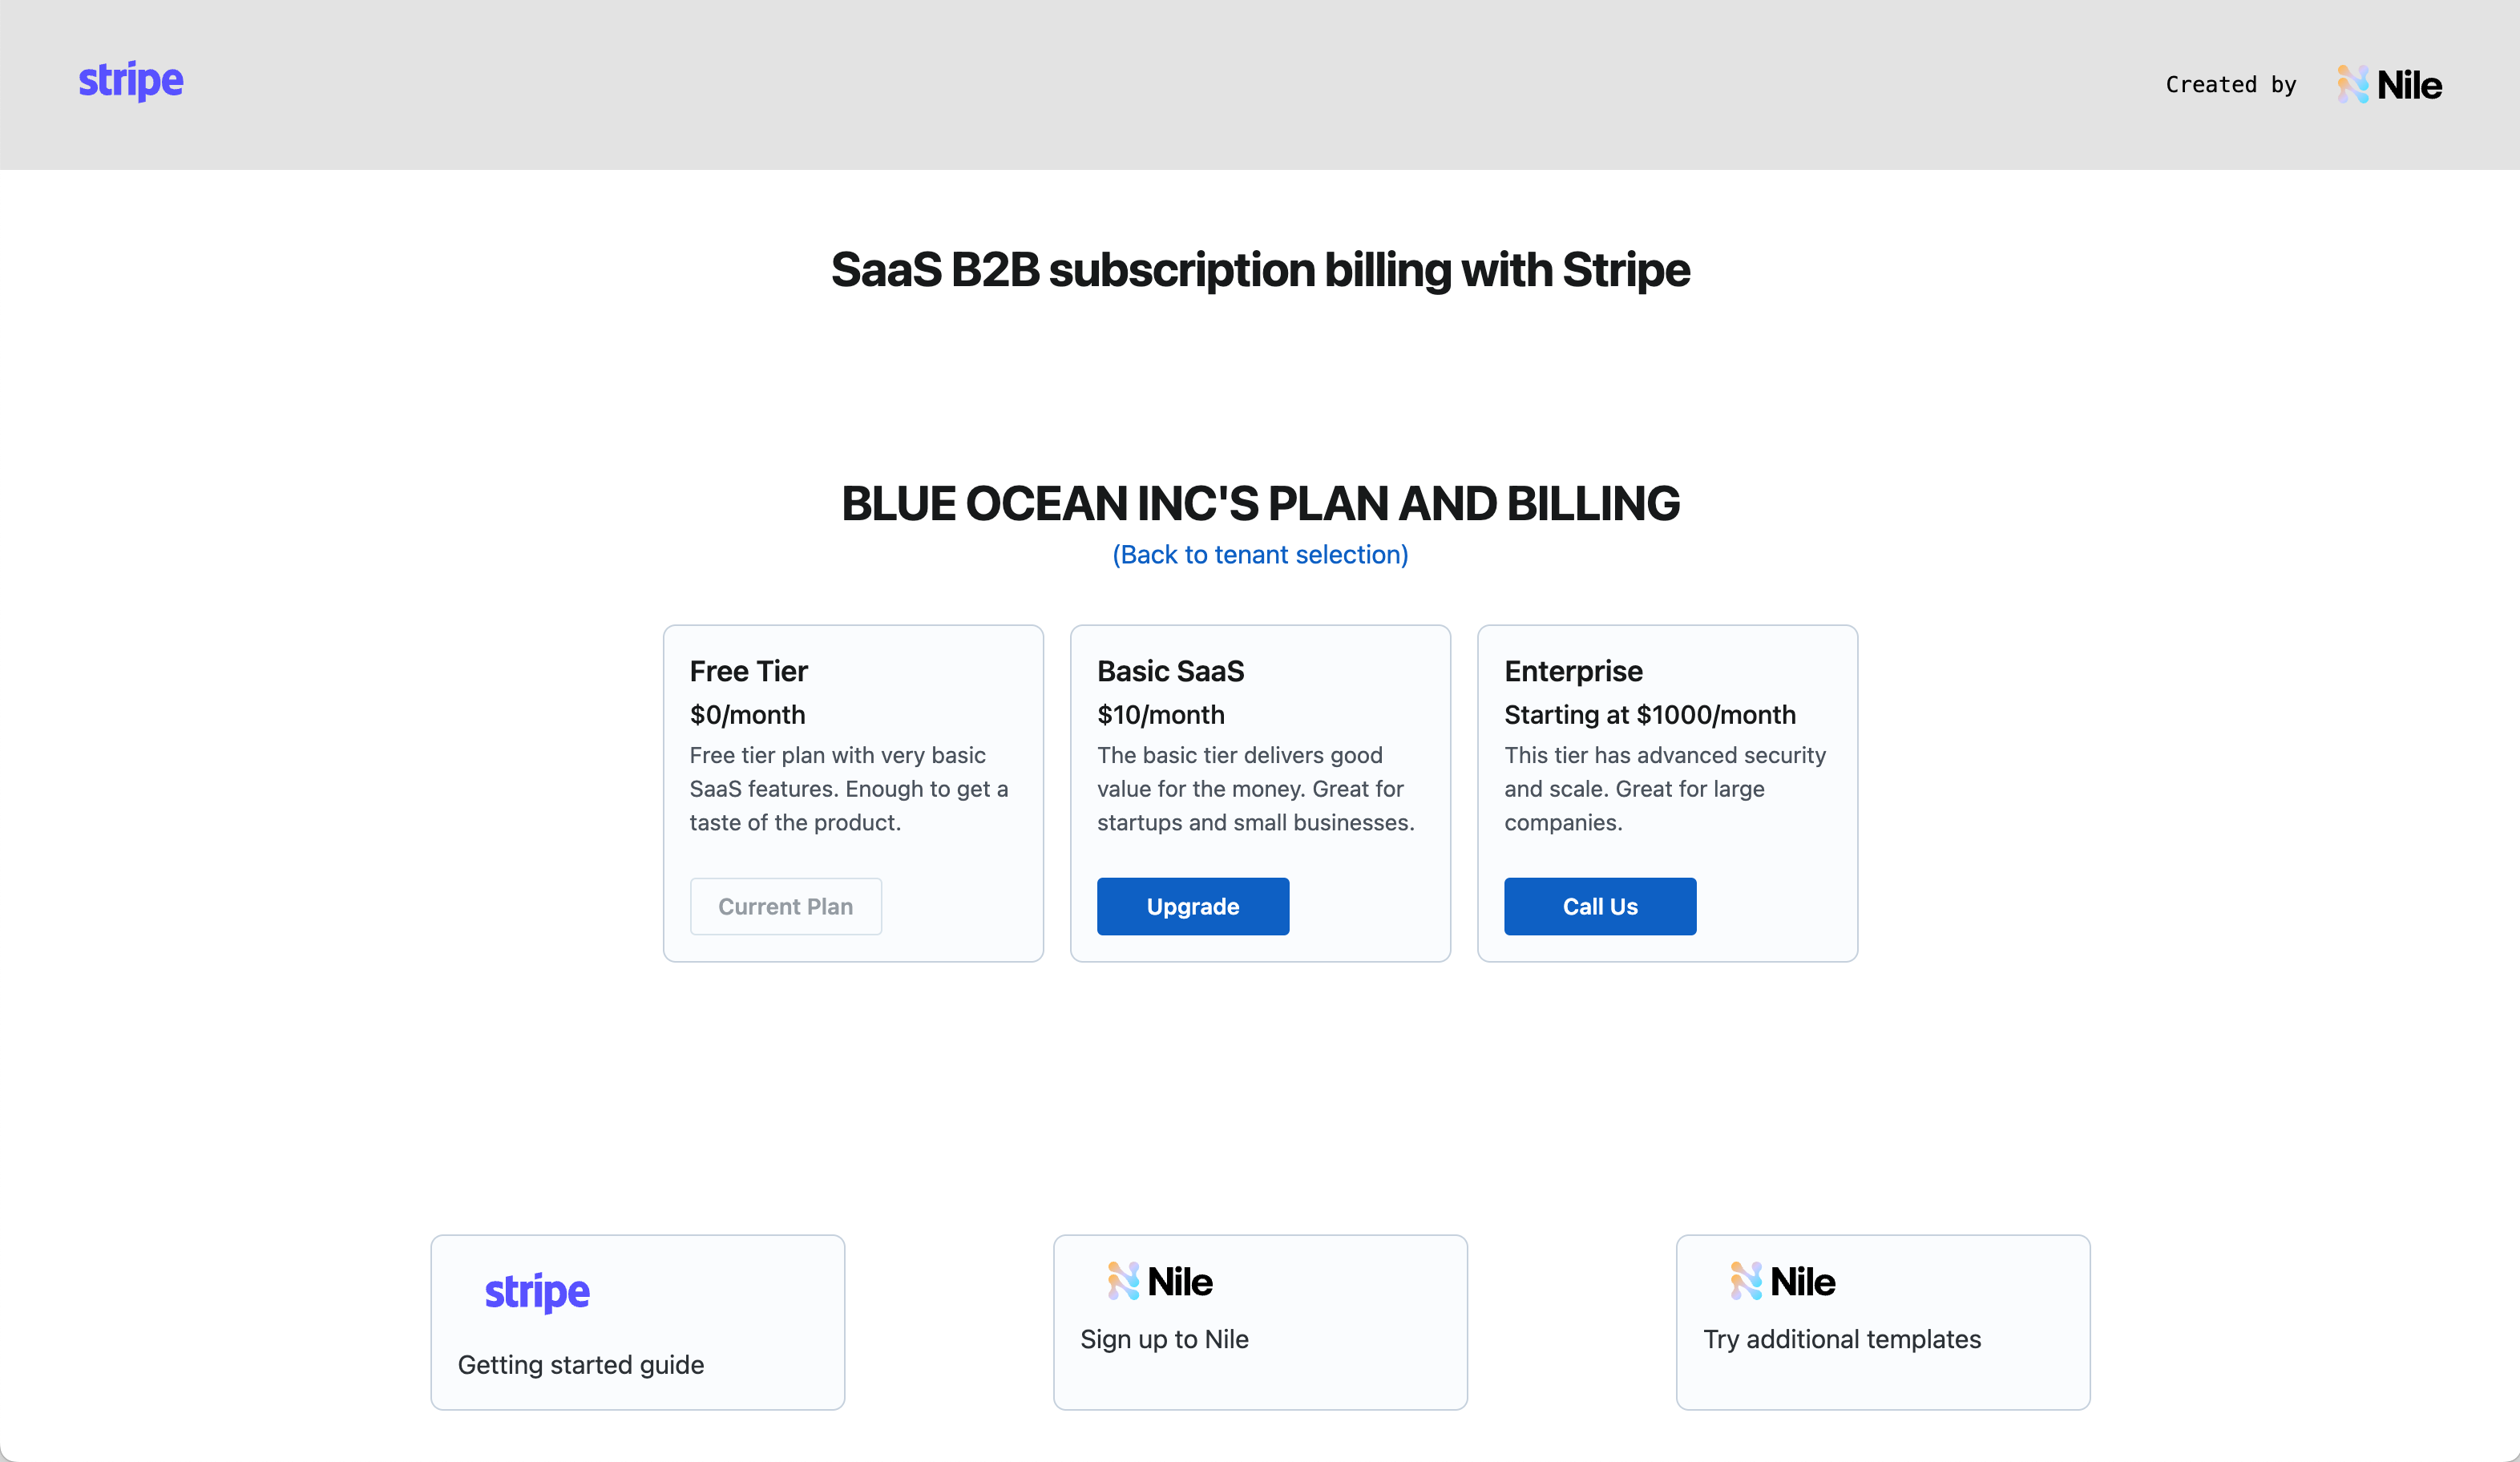 stripe
Created by Nile
SaaS B2B subscription billing with Stripe
BLUE OCEAN INC'S PLAN AND BILLING
(Back to tenant selection)
Free Tier
$0/month
Free tier plan with very basic
SaaS features. Enough to get a
taste of the product.
Current Plan
Basic SaaS
$10/month
The basic tier delivers good
value for the money. Great for
startups and small businesses.
Upgrade
Enterprise
Starting at $1000/month
This tier has advanced security
and scale. Great for large
companies.
Call Us
stripe
Getting started guide
Nile
Sign up to Nile
Nile
Try additional templates